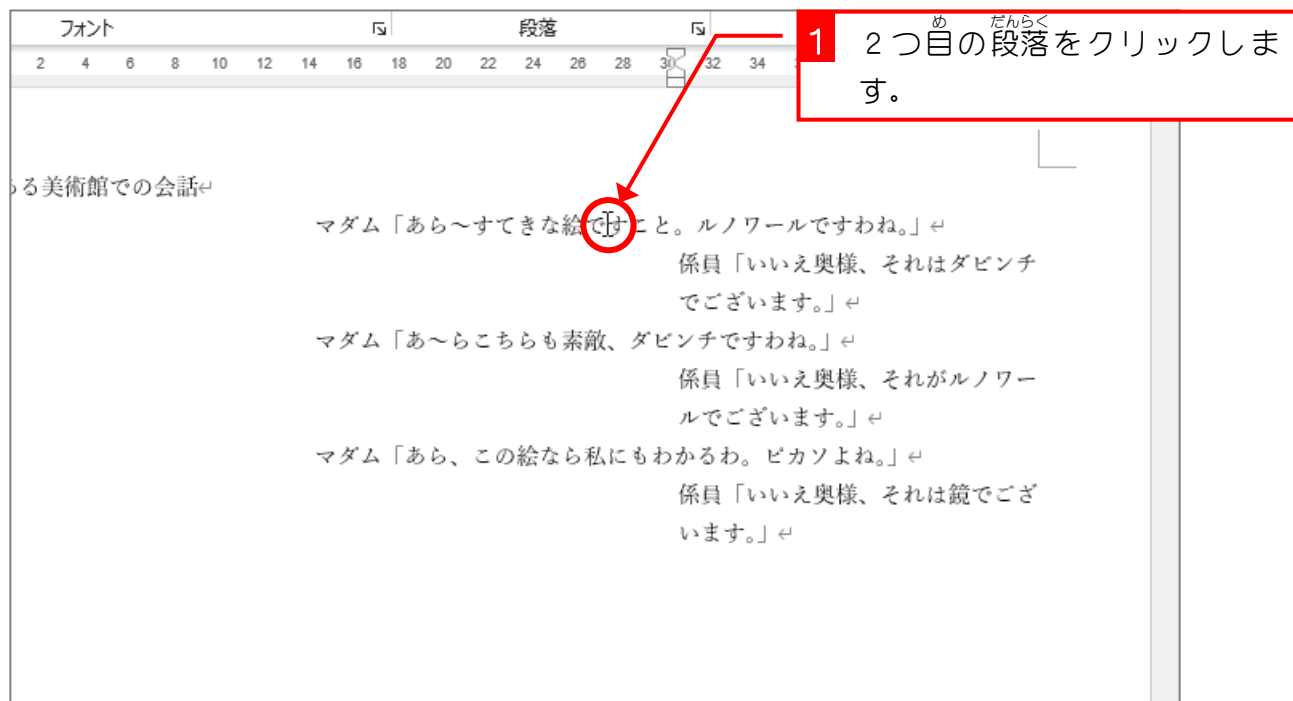 フォント 段落
1 2つ目の段落をクリックしま
す。
め だんらく
2 4 6 8 10 12 14 16 18 20 22 24 26 28 30 32 34
る美術館での会話↵
マダム「あら～すてきな絵ですこと。ルノワールですわね。」↵
係員「いいえ奥様、それはダビンチ
でございます。」↵
マダム「あ～らこちらも素敵、ダビンチですわね。」↵
係員「いいえ奥様、それがルノワー
ルでございます。」↵
マダム「あら、この絵なら私にもわかるわ。ピカソよね。」↵
係員「いいえ奥様、それは鏡でござ
います。」↵